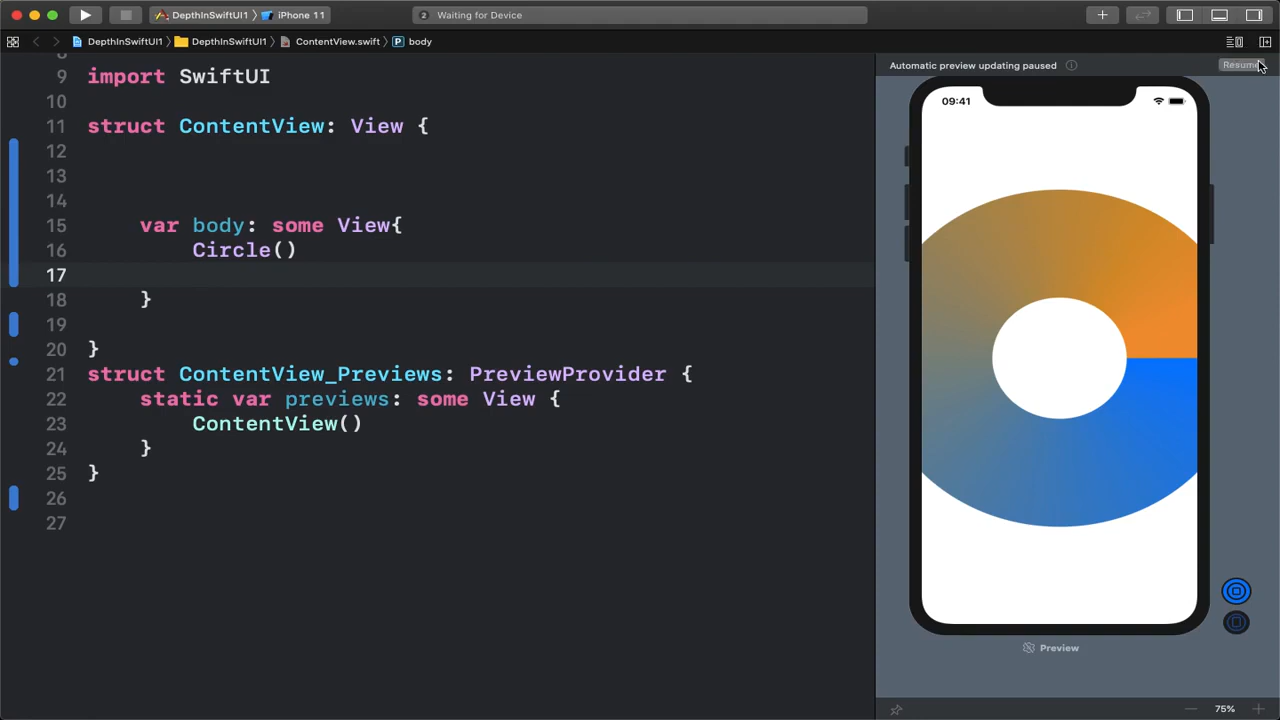 DepthInSwiftUI1 iPhone 11
2 Waiting for Device
DepthInSwiftUI1 DepthInSwiftUI1 ContentView.swift P body
Automatic preview updating paused Resume
8
9 import SwiftUI
10
11 struct ContentView: View {
12
13
14
15 var body: some View{
16 Circle()
17
18 }
19
20 }
21 struct ContentView_Previews: PreviewProvider {
22 static var previews: some View {
23 ContentView()
24 }
25 }
26
27
09:41
Preview
75%